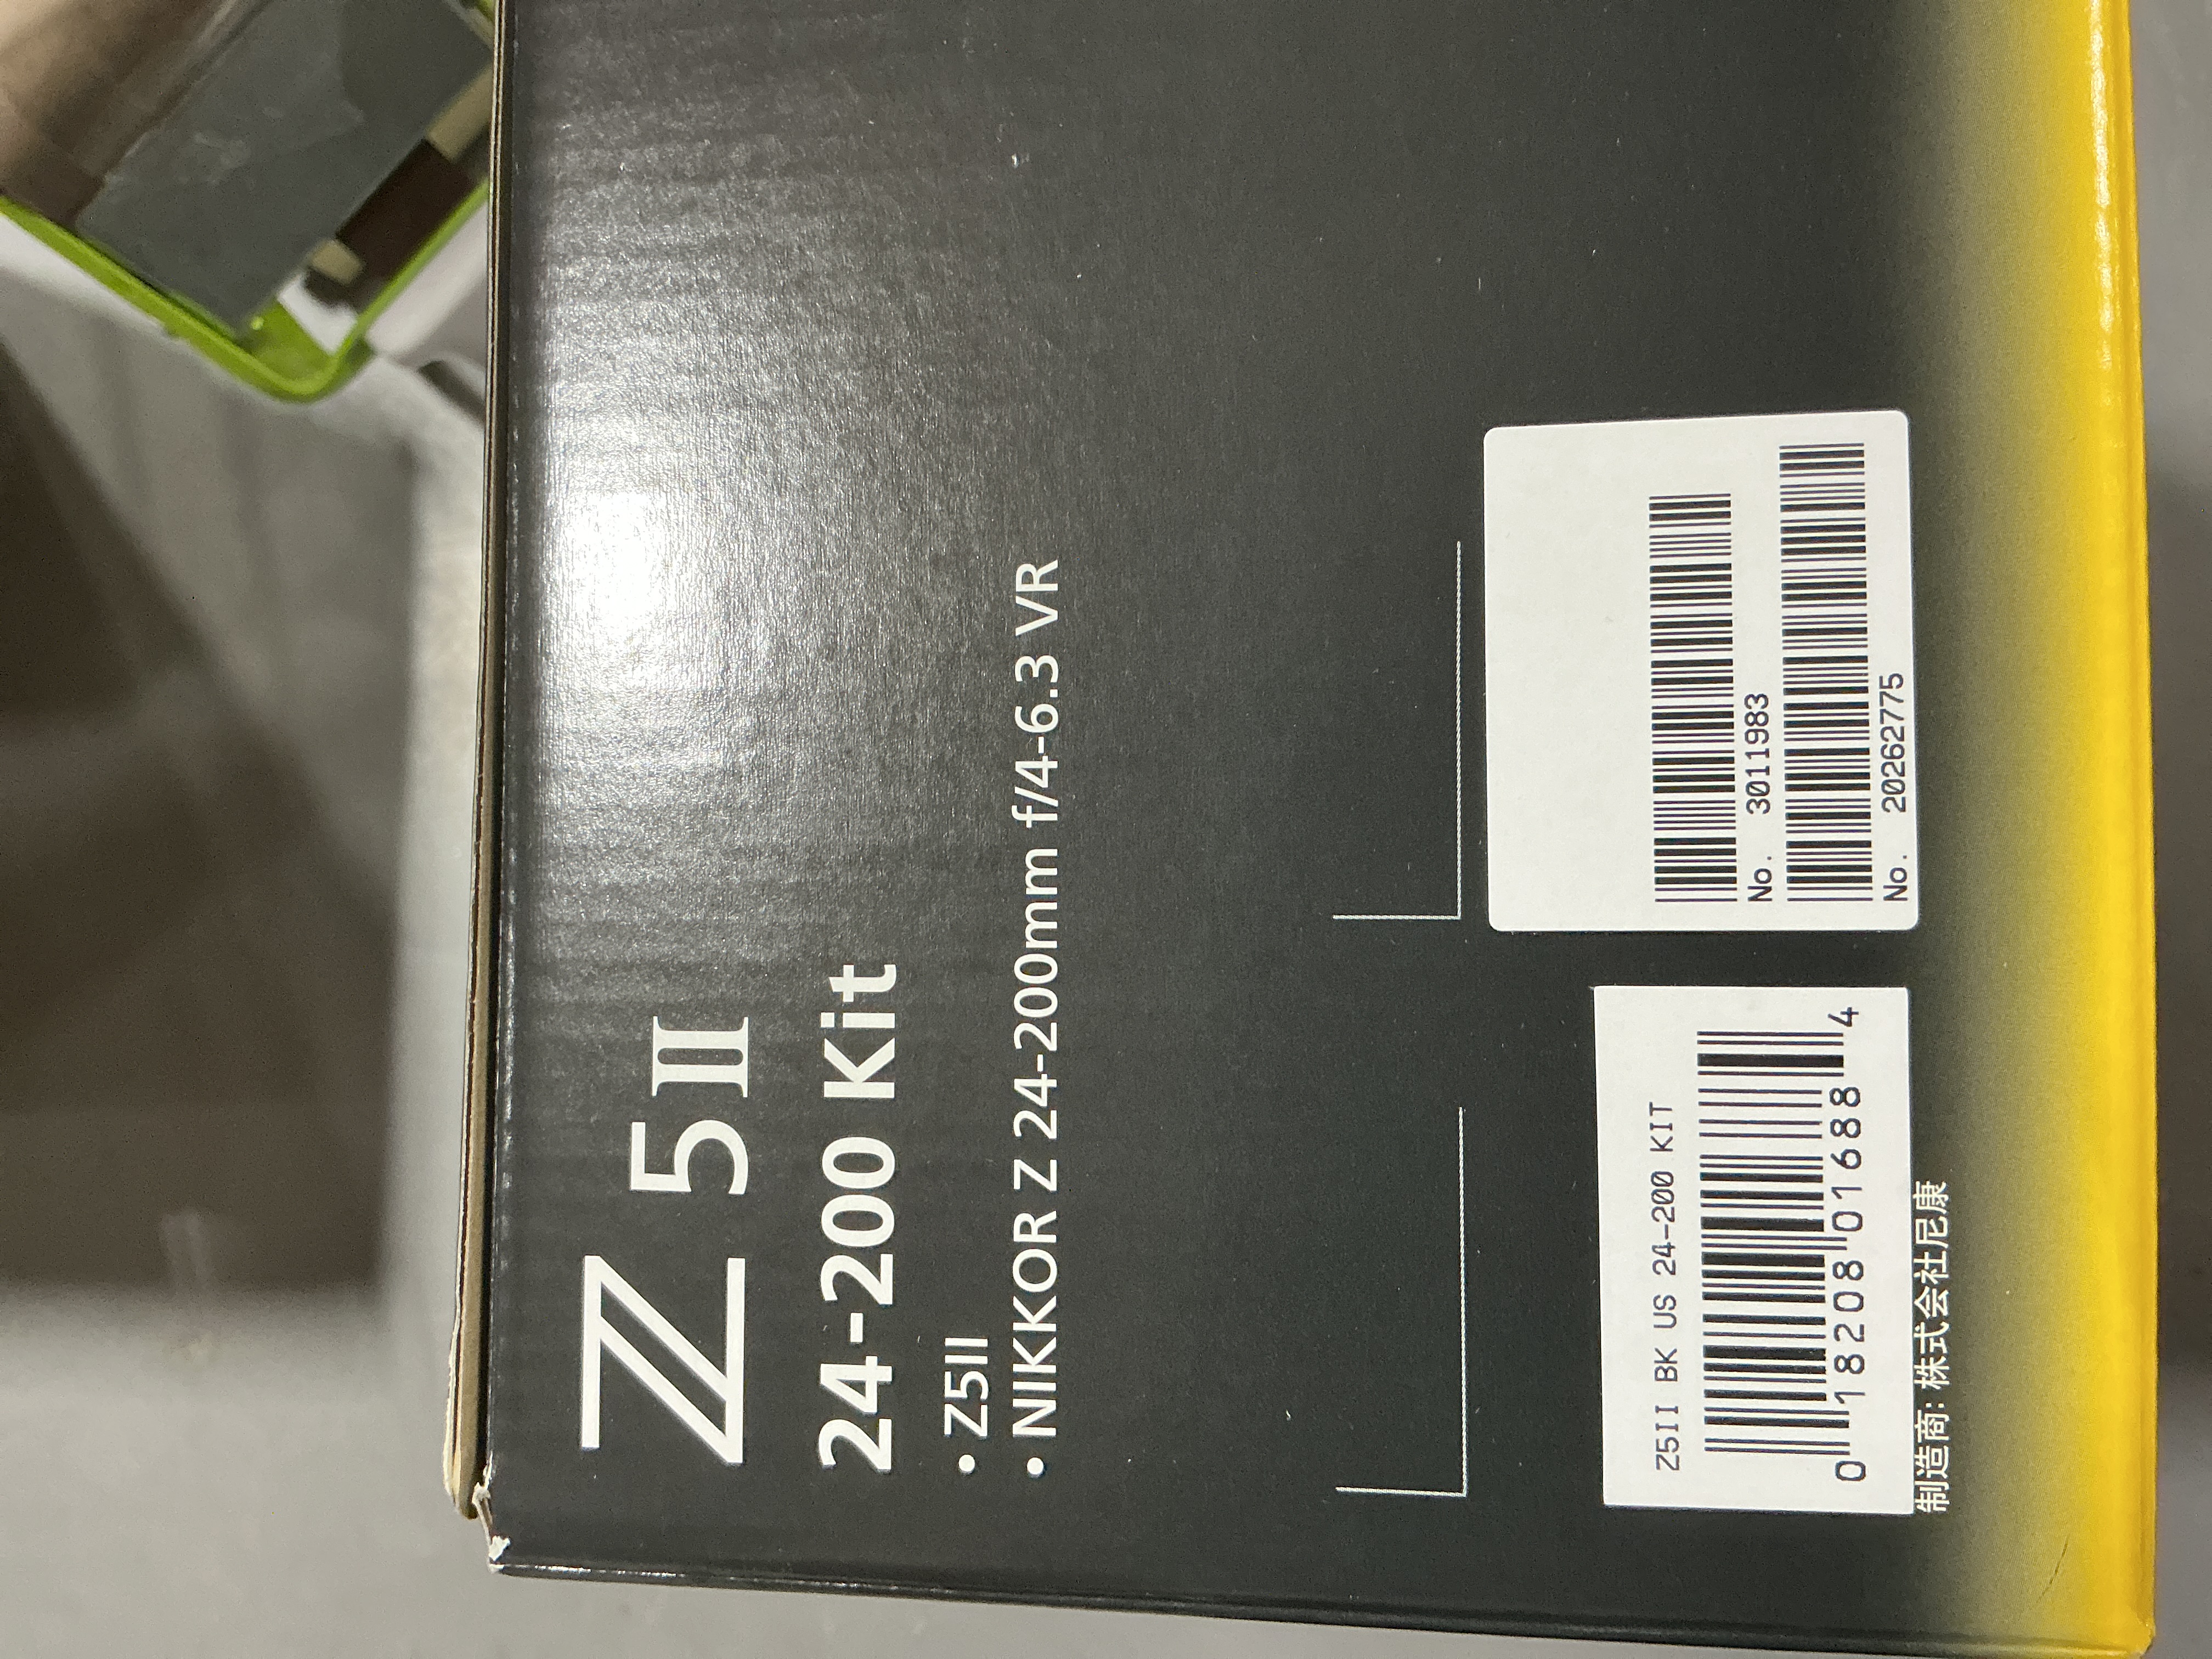 Z 5II
24-200 Kit
• Z5II
• NIKKOR Z 24-200mm f/4-6.3 VR
Z5II BK US 24-200 KIT
0 18208 01688 4
制造商: 株式会社尼康
No. 3011983
No. 20262775